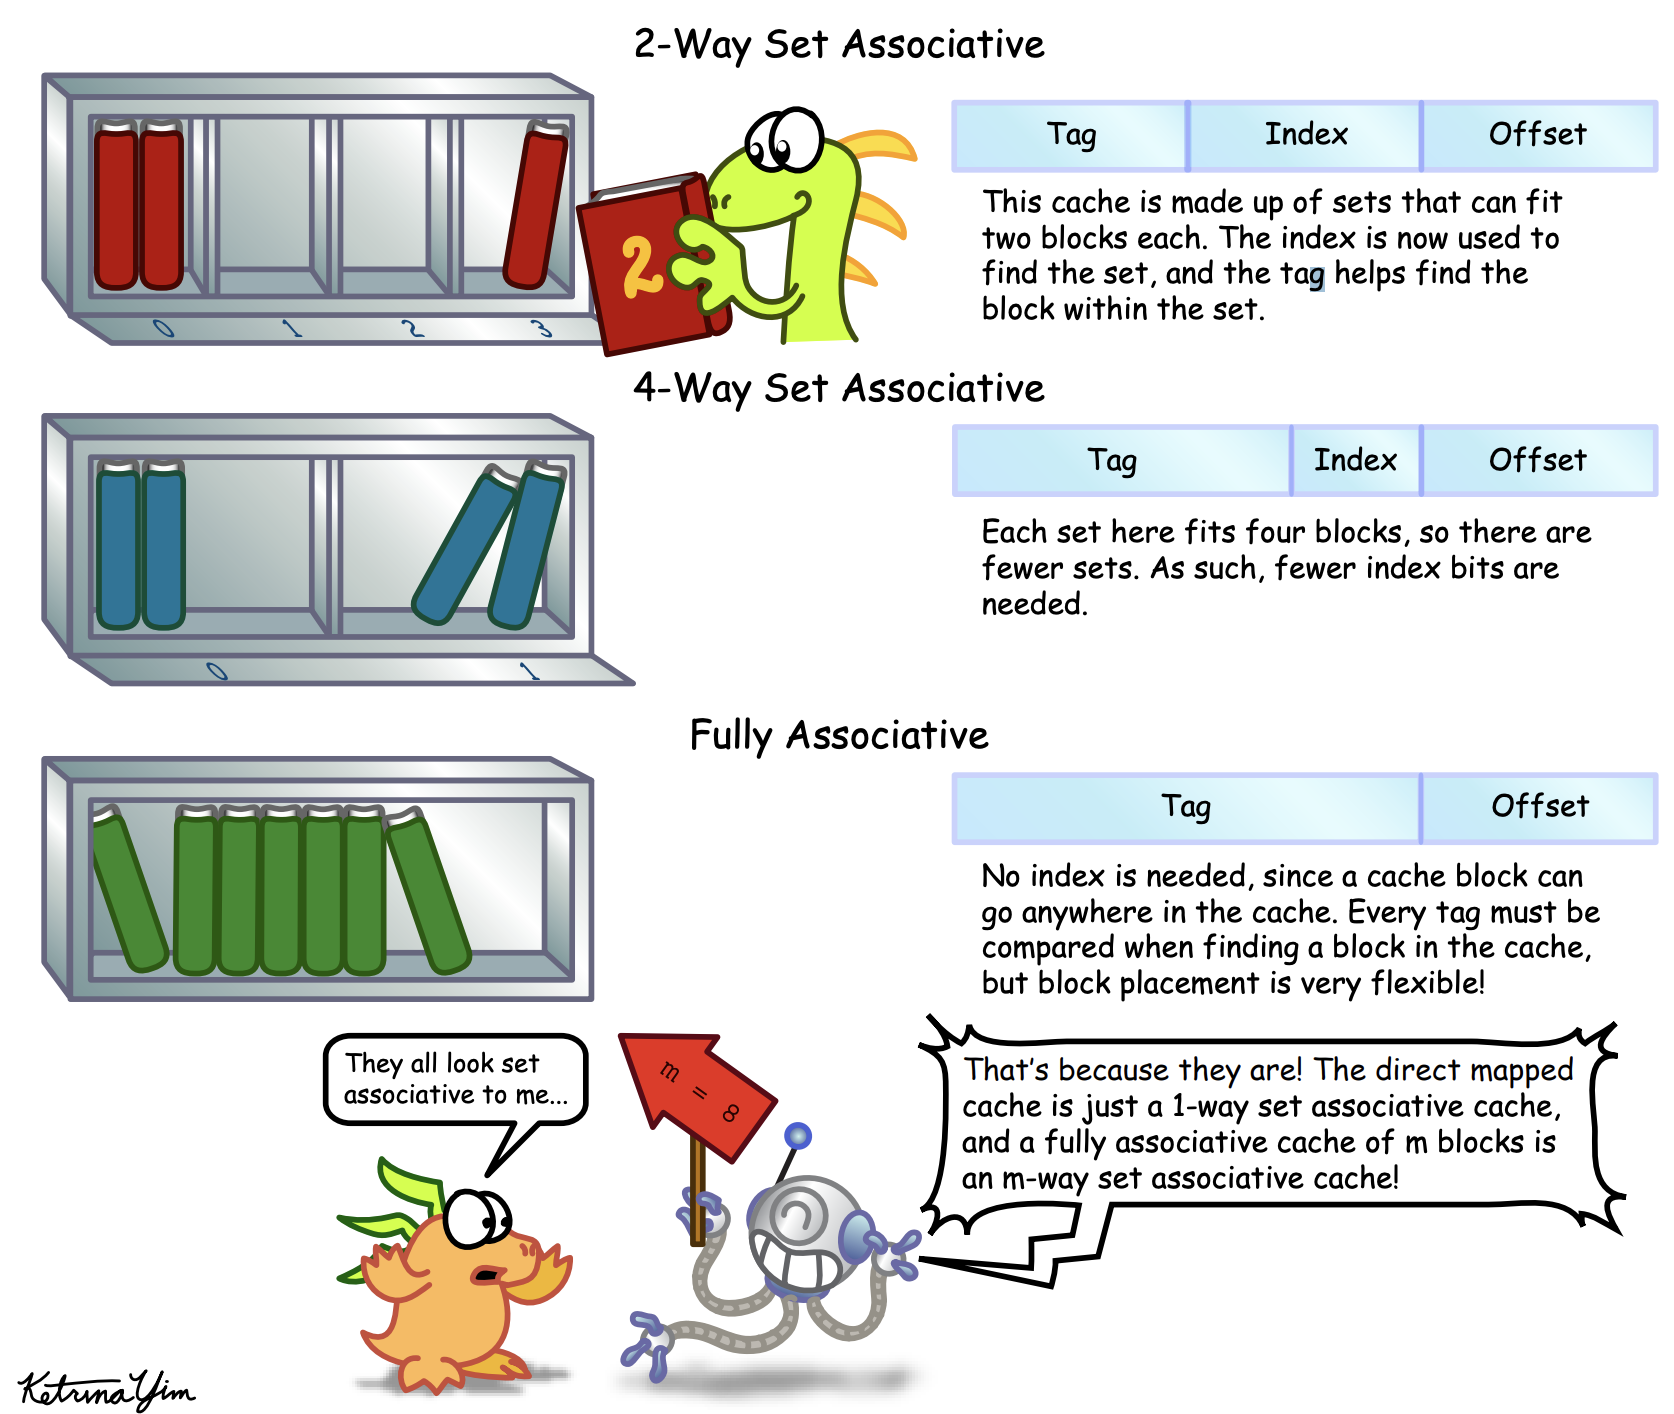 2-Way Set Associative
Tag Index Offset
This cache is made up of sets that can fit
two blocks each. The index is now used to
find the set, and the tag helps find the
block within the set.
2
0 1 2 3
4-Way Set Associative
Tag Index Offset
Each set here fits four blocks, so there are
fewer sets. As such, fewer index bits are
needed.
0 1
Fully Associative
Tag Offset
No index is needed, since a cache block can
go anywhere in the cache. Every tag must be
compared when finding a block in the cache,
but block placement is very flexible!
They all look set
associative to me...
m = 8
That's because they are! The direct mapped
cache is just a 1-way set associative cache,
and a fully associative cache of m blocks is
an m-way set associative cache!
Ketrina Yim